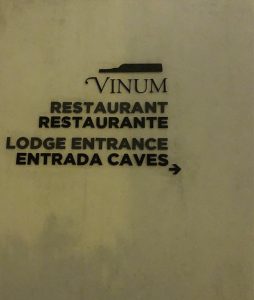 VINUM
RESTAURANT
RESTAURANTE
LODGE ENTRANCE
ENTRADA CAVES